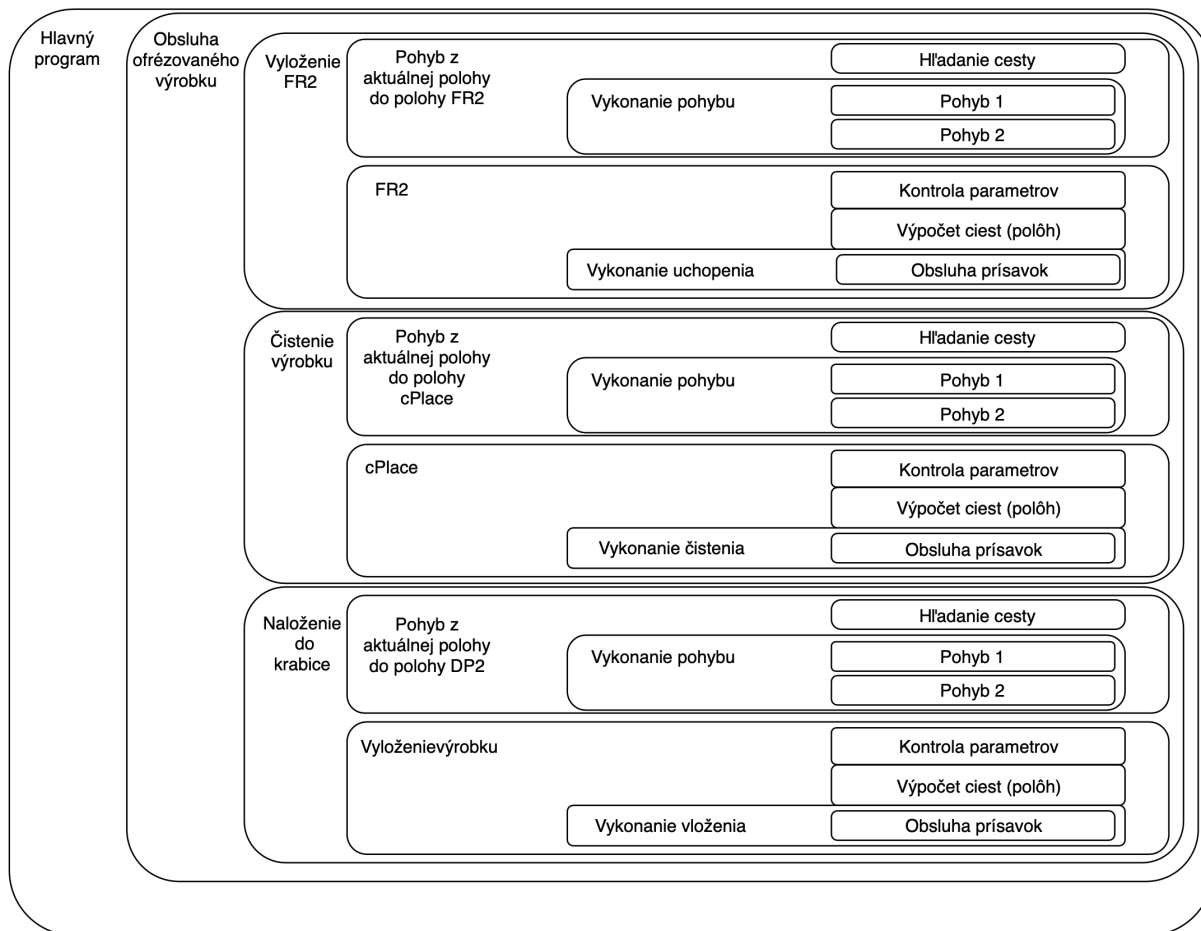 Hlavný
program
Obsluha
ofrézovaného
výrobku
Vyloženie
FR2
Pohyb z
aktuálnej polohy
do polohy FR2
Hľadanie cesty
Vykonanie pohybu
Pohyb 1
Pohyb 2
FR2
Kontrola parametrov
Výpočet ciest (polôh)
Vykonanie uchopenia
Obsluha prísavok
Čistenie
výrobku
Pohyb z
aktuálnej polohy
do polohy
cPlace
Hľadanie cesty
Vykonanie pohybu
Pohyb 1
Pohyb 2
cPlace
Kontrola parametrov
Výpočet ciest (polôh)
Vykonanie čistenia
Obsluha prísavok
Naloženie
do
krabice
Pohyb z
aktuálnej polohy
do polohy DP2
Hľadanie cesty
Vykonanie pohybu
Pohyb 1
Pohyb 2
Vyloženievýrobku
Kontrola parametrov
Výpočet ciest (polôh)
Vykonanie vloženia
Obsluha prísavok